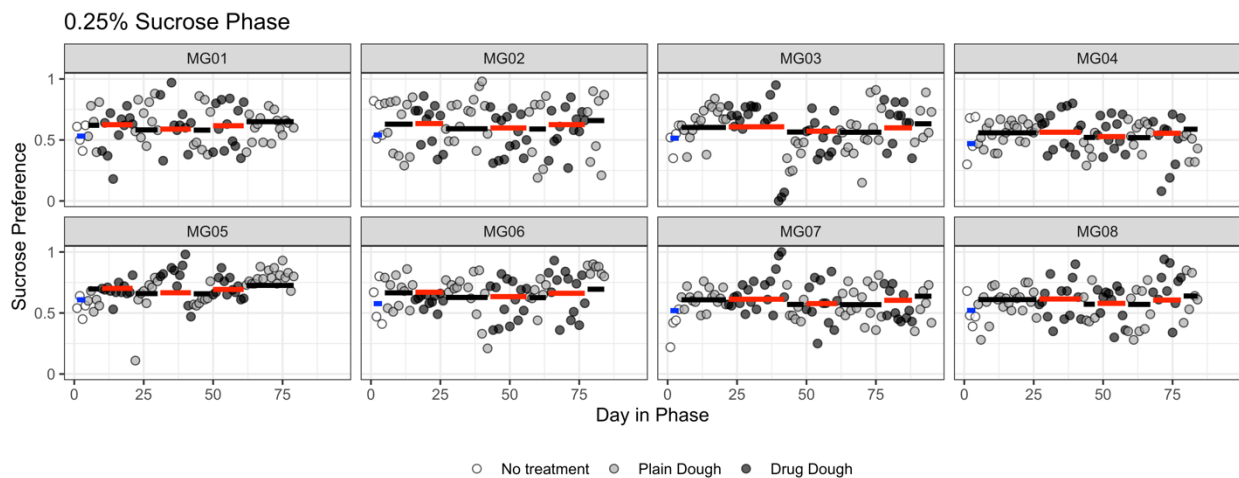 0.25% Sucrose Phase
MG01 MG02 MG03 MG04
1
0.5
0
MG05 MG06 MG07 MG08
1
0.5
0
Sucrose Preference
0 25 50 75 0 25 50 75 0 25 50 75 0 25 50 75
Day in Phase
No treatment Plain Dough Drug Dough